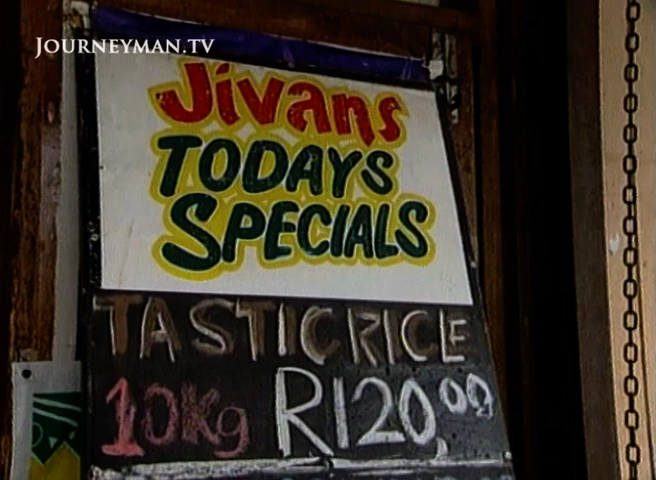 JOURNEYMAN.TV
Jivans
TODAYS
SPECIALS
TASTIC RICE
10Kg R120,00